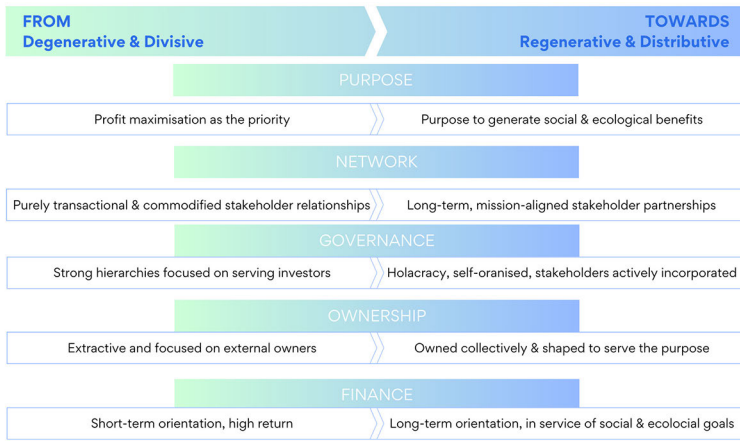 FROM
Degenerative & Divisive
TOWARDS
Regenerative & Distributive
PURPOSE
Profit maximisation as the priority
Purpose to generate social & ecological benefits
NETWORK
Purely transactional & commodified stakeholder relationships
Long-term, mission-aligned stakeholder partnerships
GOVERNANCE
Strong hierarchies focused on serving investors
Holacracy, self-oranised, stakeholders actively incorporated
OWNERSHIP
Extractive and focused on external owners
Owned collectively & shaped to serve the purpose
FINANCE
Short-term orientation, high return
Long-term orientation, in service of social & ecolocial goals